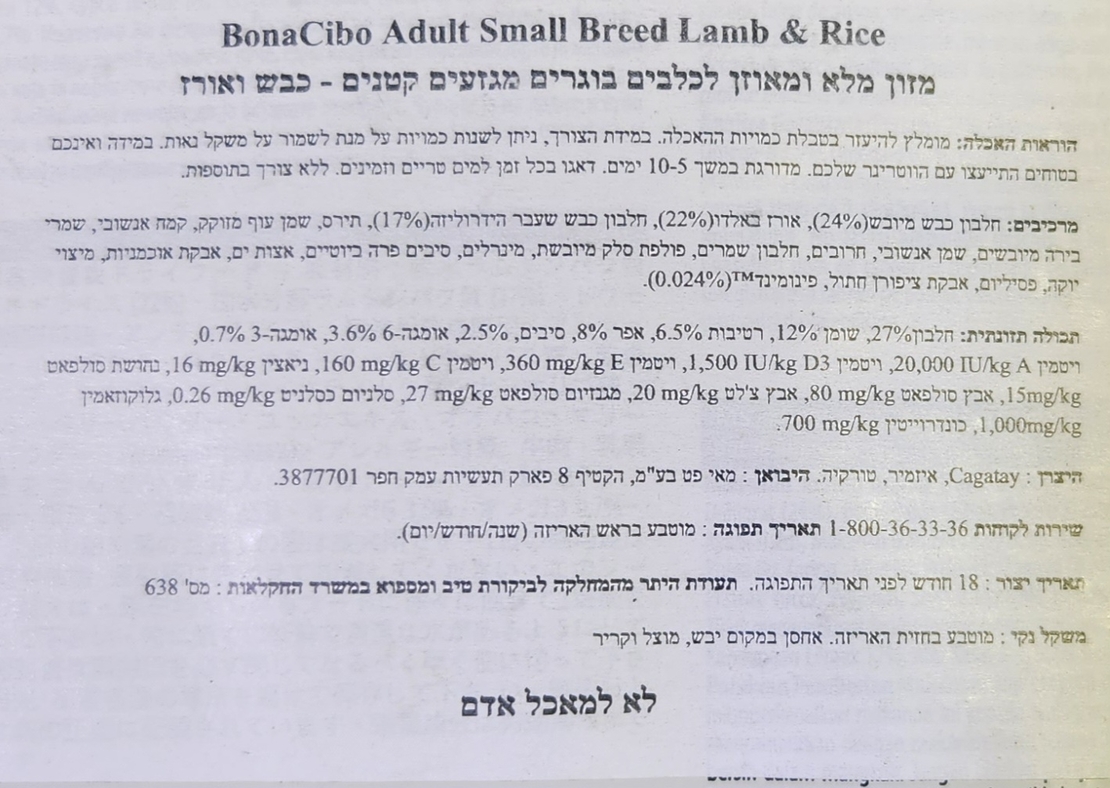 BonaCibo Adult Small Breed Lamb & Rice
מזון מלא ומאוזן לכלבים בוגרים מגזעים קטנים - כבש ואורז
הוראות האכלה: מומלץ להיעזר בטבלת כמויות ההאכלה. במידת הצורך, ניתן לשנות כמויות על מנת לשמור על משקל נאות. במידה ואינכם
בטוחים התייעצו עם הווטרינר שלכם. מדורגת במשך 10-5 ימים. דאגו בכל זמן למים טריים וזמינים. ללא צורך בתוספות.
מרכיבים: חלבון כבש מיובש(24%), אורז באלדו(22%), חלבון כבש שעבר הידרוליזה(17%), תירס, שמן עוף מזוקק, קמח אנשובי, שמרי
בירה מיובשים, שמן אנשובי, חרובים, חלבון שמרים, פולפת סלק מיובשת, מינרלים, סיבים פרה ביוטיים, אצות ים, אבקת אוכמניות, מיצוי
יוקה, פסיליום, אבקת ציפורן חתול, פינומינד™(0.024%).
תכולה תזונתית: חלבון27%, שומן 12%, רטיבות 6.5%, אפר 8%, סיבים, 2.5%, אומגה-6 3.6%, אומגה-3 0.7%,
ויטמין A 20,000 IU/kg, ויטמין D3 1,500 IU/kg, ויטמין E 360 mg/kg, ויטמין C 160 mg/kg, ניאצין 16 mg/kg, נחושת סולפאט
15mg/kg, אבץ סולפאט 80 mg/kg, אבץ צ'לט 20 mg/kg, מגנזיום סולפאט 27 mg/kg, סלניום כסלניט 0.26 mg/kg, גלוקוזאמין
1,000mg/kg, כונדרוייטין 700 mg/kg.
היצרן : Cagatay, איזמיר, טורקיה. היבואן : מאי פט בע"מ, הקטיף 8 פארק תעשיות עמק חפר 3877701.
שירות לקוחות 1-800-36-33-36 תאריך תפוגה : מוטבע בראש האריזה (שנה/חודש/יום).
תאריך יצור : 18 חודש לפני תאריך התפוגה. תעודת היתר מהמחלקה לביקורת טיב ומספוא במשרד החקלאות : מס' 638
משקל נקי : מוטבע בחזית האריזה. אחסן במקום יבש, מוצל וקריר
לא למאכל אדם